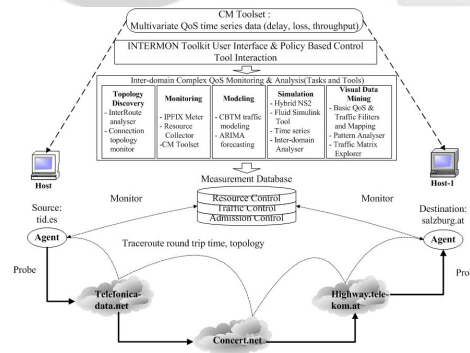 CM Toolset :
Multivariate QoS time series data (delay, loss, throughput)
INTERMON Toolkit User Interface & Policy Based Control
Tool Interaction
Inter-domain Complex QoS Monitoring & Analysis(Tasks and Tools)
Topology
Discovery
- InterRoute
analyser
- Connection
topology
monitor
Monitoring
- IPFIX Meter
- Resource
Collector
-CM Toolset
Modeling
- CBTM traffic
modeling
- ARIMA
forecasting
Simulation
- Hybrid NS2
- Fluid Simulink
Tool
- Time series
- Inter-domain
Analyser
Visual Data
Mining
- Basic QoS &
Traffic Filiters
and Mapping
- Pattern Analyser
- Traffic Matrix
Explorer
Host
Host-1
Measurement Database
Resource Control
Traffic Control
Admission Control
Monitor
Monitor
Source:
tid.es
Destination:
salzburg.at
Agent
Agent
Traceroute round trip time, topology
Probe
Prob
Telefonica-
data.net
Highway.tele-
kom.at
Concert.net